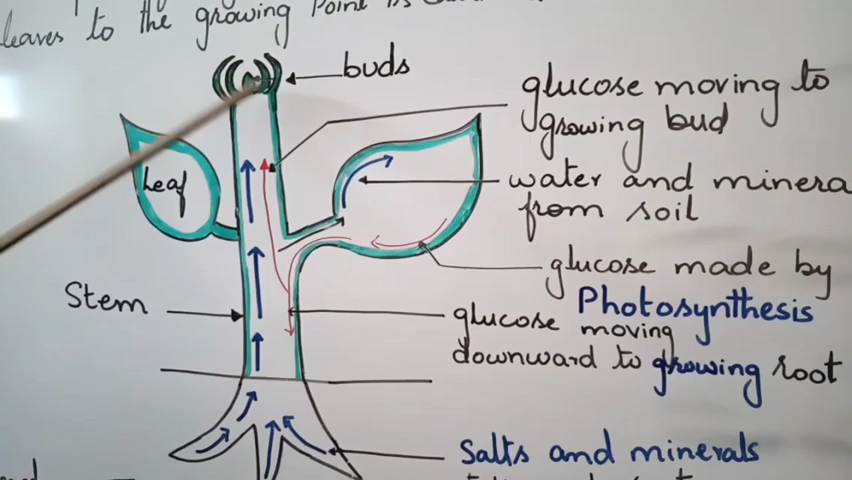 leaves to the growing point is
buds
glucose moving to
growing bud
Leaf
water and minera
from soil
glucose made by
Photosynthesis
Stem
glucose moving
downward to growing root
Salts and minerals